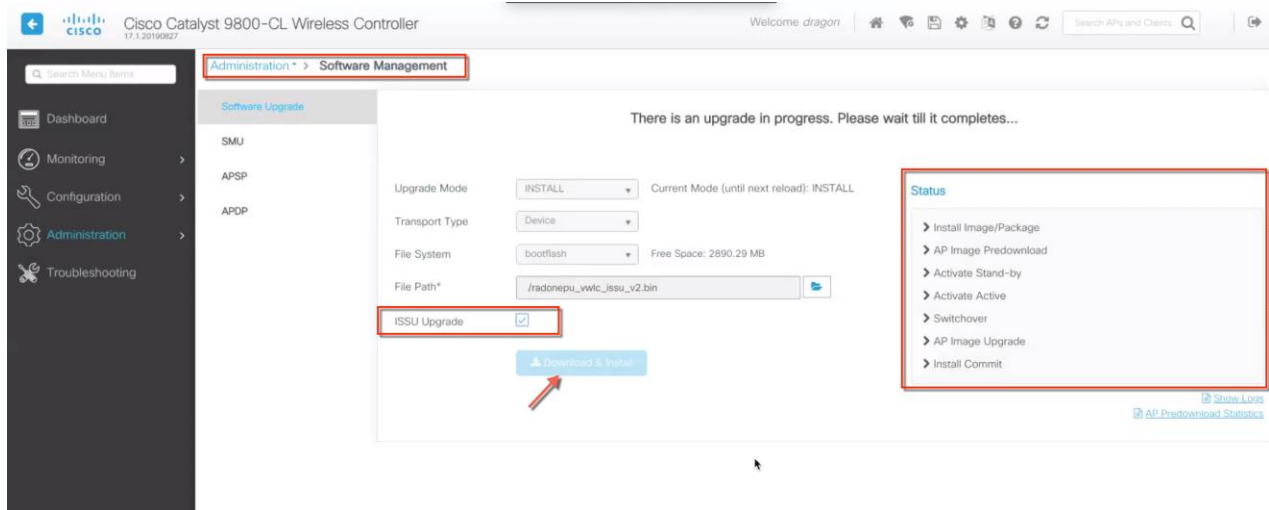 CISCO
Cisco Catalyst 9800-CL Wireless Controller
17.1.20190827
Welcome dragon
Search APs and Clients
Search Menu Items
Dashboard
Monitoring
Configuration
Administration
Troubleshooting
Administration > Software Management
Software Upgrade
SMU
APSP
APDP
There is an upgrade in progress. Please wait till it completes...
Upgrade Mode INSTALL Current Mode (until next reload): INSTALL
Transport Type Device
File System bootflash Free Space: 2890.29 MB
File Path* /radonepu_vwlc_issu_v2.bin
ISSU Upgrade
Download & Install
Status
Install Image/Package
AP Image Predownload
Activate Stand-by
Activate Active
Switchover
AP Image Upgrade
Install Commit
Show Logs
AP Predownload Statistics